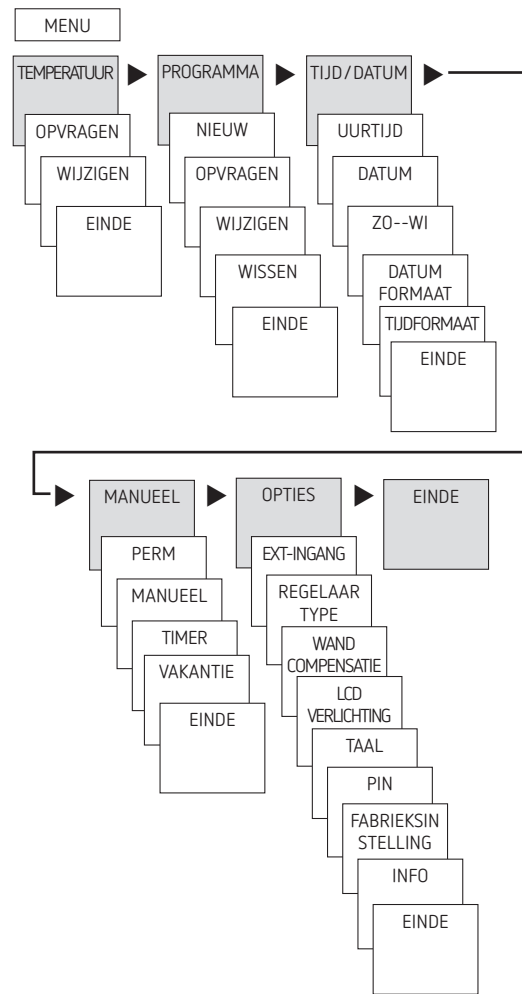 MENU
TEMPERATUUR
OPVRAGEN
WIJZIGEN
EINDE
PROGRAMMA
NIEUW
OPVRAGEN
WIJZIGEN
WISSEN
EINDE
TIJD/DATUM
UURTIJD
DATUM
ZO--WI
DATUM
FORMAAT
TIJDFORMAAT
EINDE
MANUEEL
PERM
MANUEEL
TIMER
VAKANTIE
EINDE
OPTIES
EXT-INGANG
REGELAAR
TYPE
WAND
COMPENSATIE
LCD
VERLICHTING
TAAL
PIN
FABRIEKSIN
STELLING
INFO
EINDE
EINDE